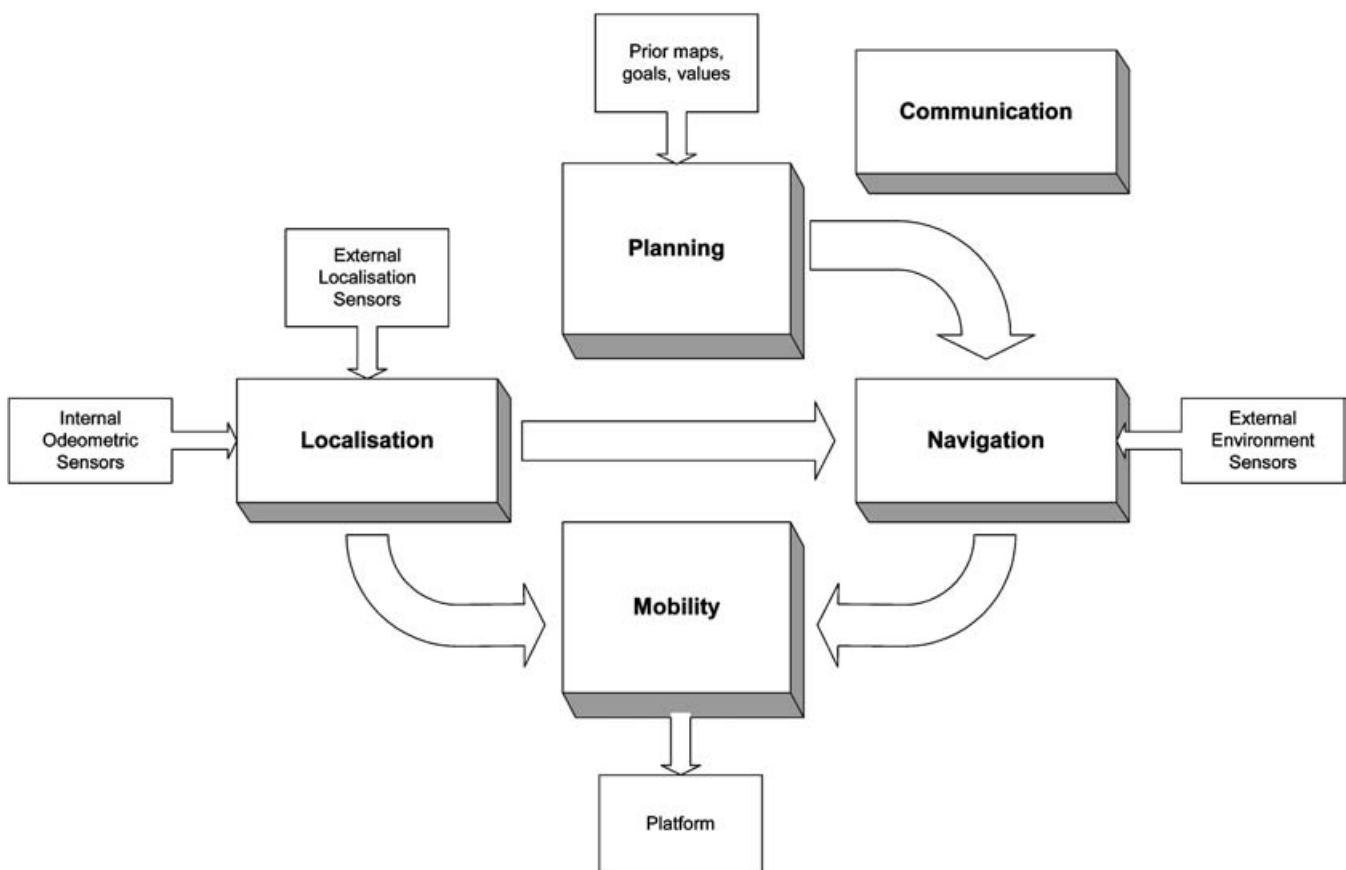 Prior maps,
goals, values
Communication
Planning
External
Localisation
Sensors
Internal
Odeometric
Sensors
Localisation
Navigation
External
Environment
Sensors
Mobility
Platform